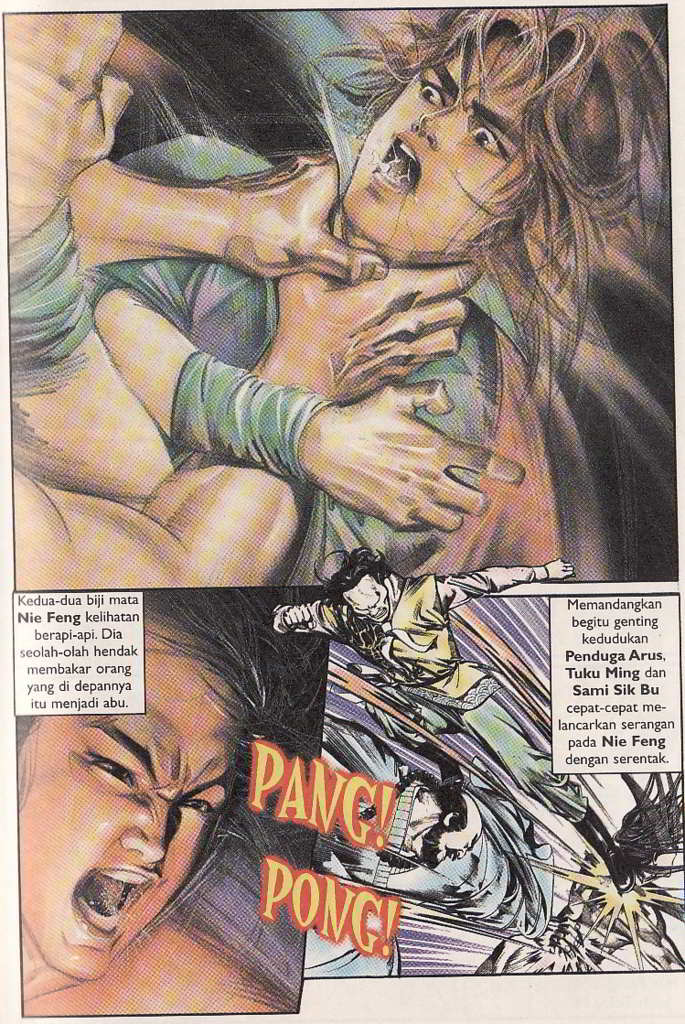 Kedua-dua biji mata
Nie Feng kelihatan
berapi-api. Dia
seolah-olah hendak
membakar orang
yang di depannya
itu menjadi abu.
Memandangkan
begitu genting
kedudukan
Penduga Arus,
Tuku Ming dan
Sami Sik Bu
cepat-cepat me-
lancarkan serangan
pada Nie Feng
dengan serentak.
PANG!
PONG!